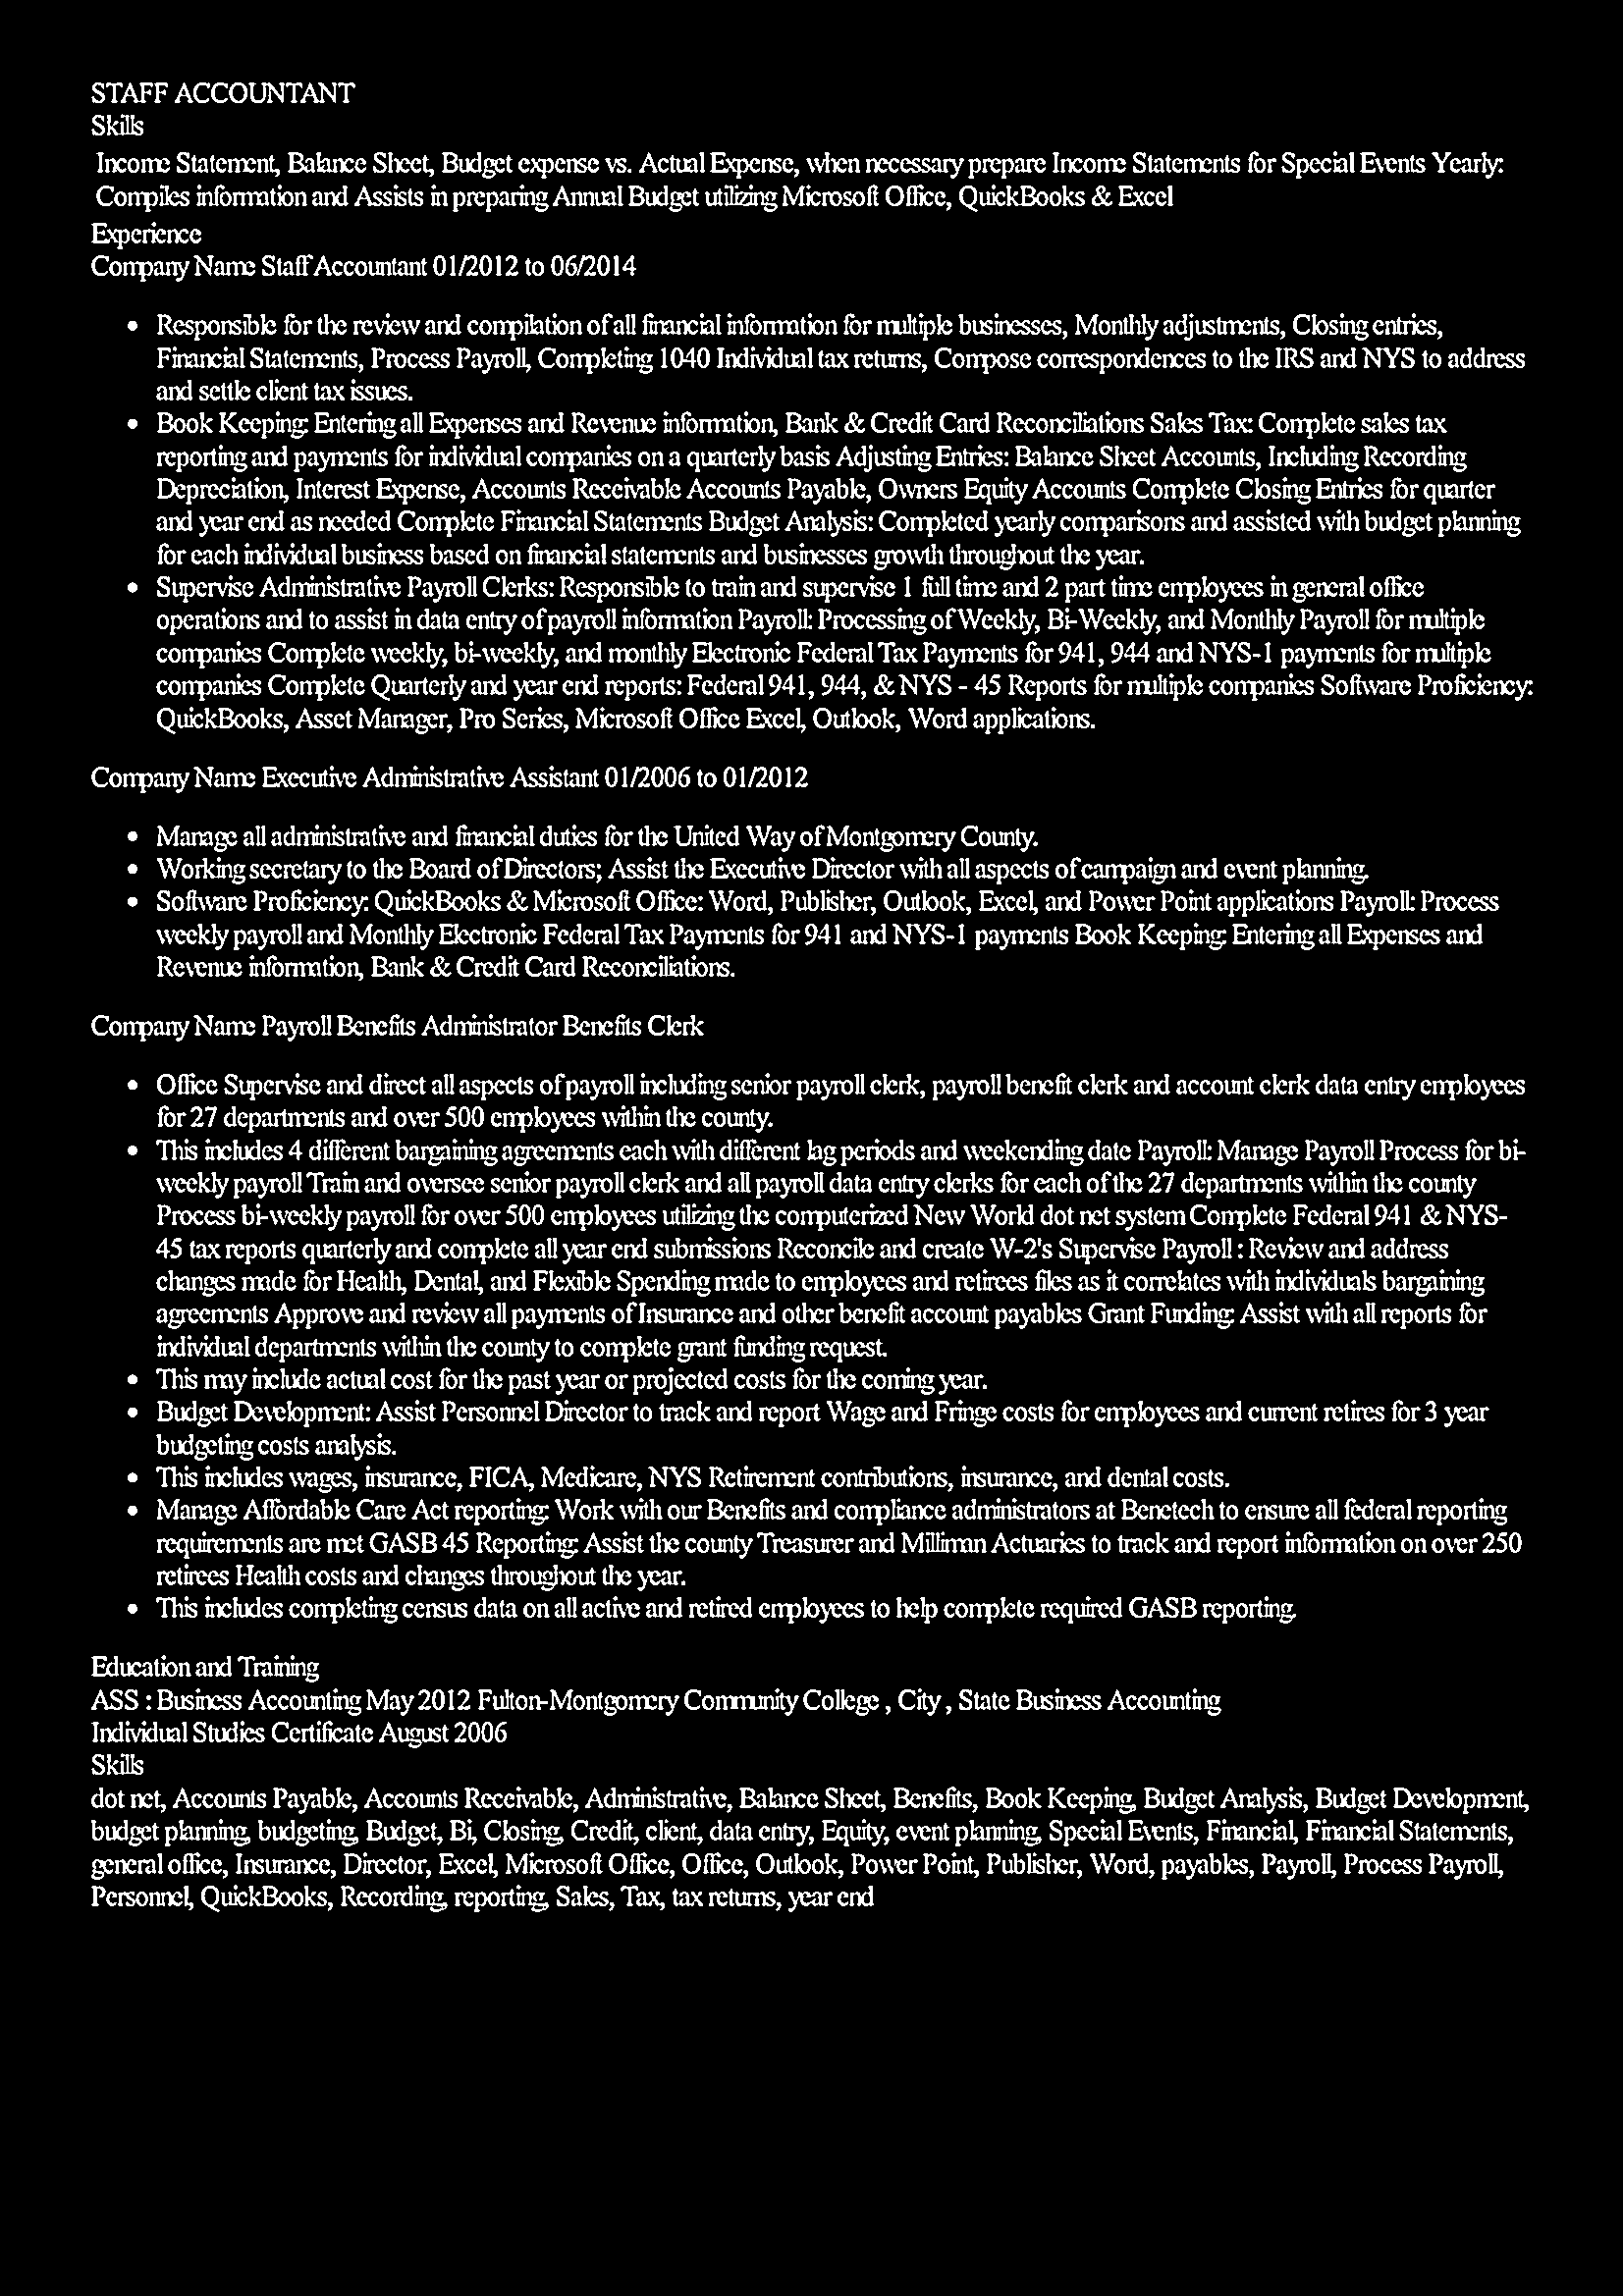 STAFF ACCOUNTANT
Skills
Income Statement, Balance Sheet, Budget expense vs. Actual Expense, when necessary prepare Income Statements for Special Events Yearly:
Compiles information and Assists in preparing Annual Budget utilizing Microsoft Office, QuickBooks & Excel
Experience
Company Name Staff Accountant 01/2012 to 06/2014
• Responsible for the review and compilation of all financial information for multiple businesses, Monthly adjustments, Closing entries,
Financial Statements, Process Payroll, Completing 1040 Individual tax returns, Compose correspondences to the IRS and NYS to address
and settle client tax issues.
• Book Keeping: Entering all Expenses and Revenue information, Bank & Credit Card Reconciliations Sales Tax: Complete sales tax
reporting and payments for individual companies on a quarterly basis Adjusting Entries: Balance Sheet Accounts, Including Recording
Depreciation, Interest Expense, Accounts Receivable Accounts Payable, Owners Equity Accounts Complete Closing Entries for quarter
and year end as needed Complete Financial Statements Budget Analysis: Completed yearly comparisons and assisted with budget planning
for each individual business based on financial statements and businesses growth throughout the year.
• Supervise Administrative Payroll Clerks: Responsible to train and supervise 1 full time and 2 part time employees in general office
operations and to assist in data entry of payroll information Payroll: Processing of Weekly, Bi-Weekly, and Monthly Payroll for multiple
companies Complete weekly, bi-weekly, and monthly Electronic Federal Tax Payments for 941, 944 and NYS-1 payments for multiple
companies Complete Quarterly and year end reports: Federal 941, 944, & NYS - 45 Reports for multiple companies Software Proficiency:
QuickBooks, Asset Manager, Pro Series, Microsoft Office Excel, Outlook, Word applications.
Company Name Executive Administrative Assistant 01/2006 to 01/2012
• Manage all administrative and financial duties for the United Way of Montgomery County.
• Working secretary to the Board of Directors; Assist the Executive Director with all aspects of campaign and event planning.
• Software Proficiency: QuickBooks & Microsoft Office: Word, Publisher, Outlook, Excel, and Power Point applications Payroll: Process
weekly payroll and Monthly Electronic Federal Tax Payments for 941 and NYS-1 payments Book Keeping: Entering all Expenses and
Revenue information, Bank & Credit Card Reconciliations.
Company Name Payroll Benefits Administrator Benefits Clerk
• Office Supervise and direct all aspects of payroll including senior payroll clerk, payroll benefit clerk and account clerk data entry employees
for 27 departments and over 500 employees within the county.
• This includes 4 different bargaining agreements each with different lag periods and weekending date Payroll: Manage Payroll Process for bi-
weekly payroll Train and oversee senior payroll clerk and all payroll data entry clerks for each of the 27 departments within the county
Process bi-weekly payroll for over 500 employees utilizing the computerized New World dot net system Complete Federal 941 & NYS-
45 tax reports quarterly and complete all year end submissions Reconcile and create W-2's Supervise Payroll : Review and address
changes made for Health, Dental, and Flexible Spending made to employees and retirees files as it correlates with individuals bargaining
agreements Approve and review all payments of Insurance and other benefit account payables Grant Funding: Assist with all reports for
individual departments within the county to complete grant funding request.
• This may include actual cost for the past year or projected costs for the coming year.
• Budget Development: Assist Personnel Director to track and report Wage and Fringe costs for employees and current retires for 3 year
budgeting costs analysis.
• This includes wages, insurance, FICA, Medicare, NYS Retirement contributions, insurance, and dental costs.
• Manage Affordable Care Act reporting: Work with our Benefits and compliance administrators at Benetech to ensure all federal reporting
requirements are met GASB 45 Reporting: Assist the county Treasurer and Milliman Actuaries to track and report information on over 250
retirees Health costs and changes throughout the year.
• This includes completing census data on all active and retired employees to help complete required GASB reporting.
Education and Training
ASS : Business Accounting May 2012 Fulton-Montgomery Community College , City , State Business Accounting
Individual Studies Certificate August 2006
Skills
dot net, Accounts Payable, Accounts Receivable, Administrative, Balance Sheet, Benefits, Book Keeping, Budget Analysis, Budget Development,
budget planning, budgeting, Budget, Bi, Closing, Credit, client, data entry, Equity, event planning, Special Events, Financial, Financial Statements,
general office, Insurance, Director, Excel, Microsoft Office, Office, Outlook, Power Point, Publisher, Word, payables, Payroll, Process Payroll,
Personnel, QuickBooks, Recording, reporting, Sales, Tax, tax returns, year end